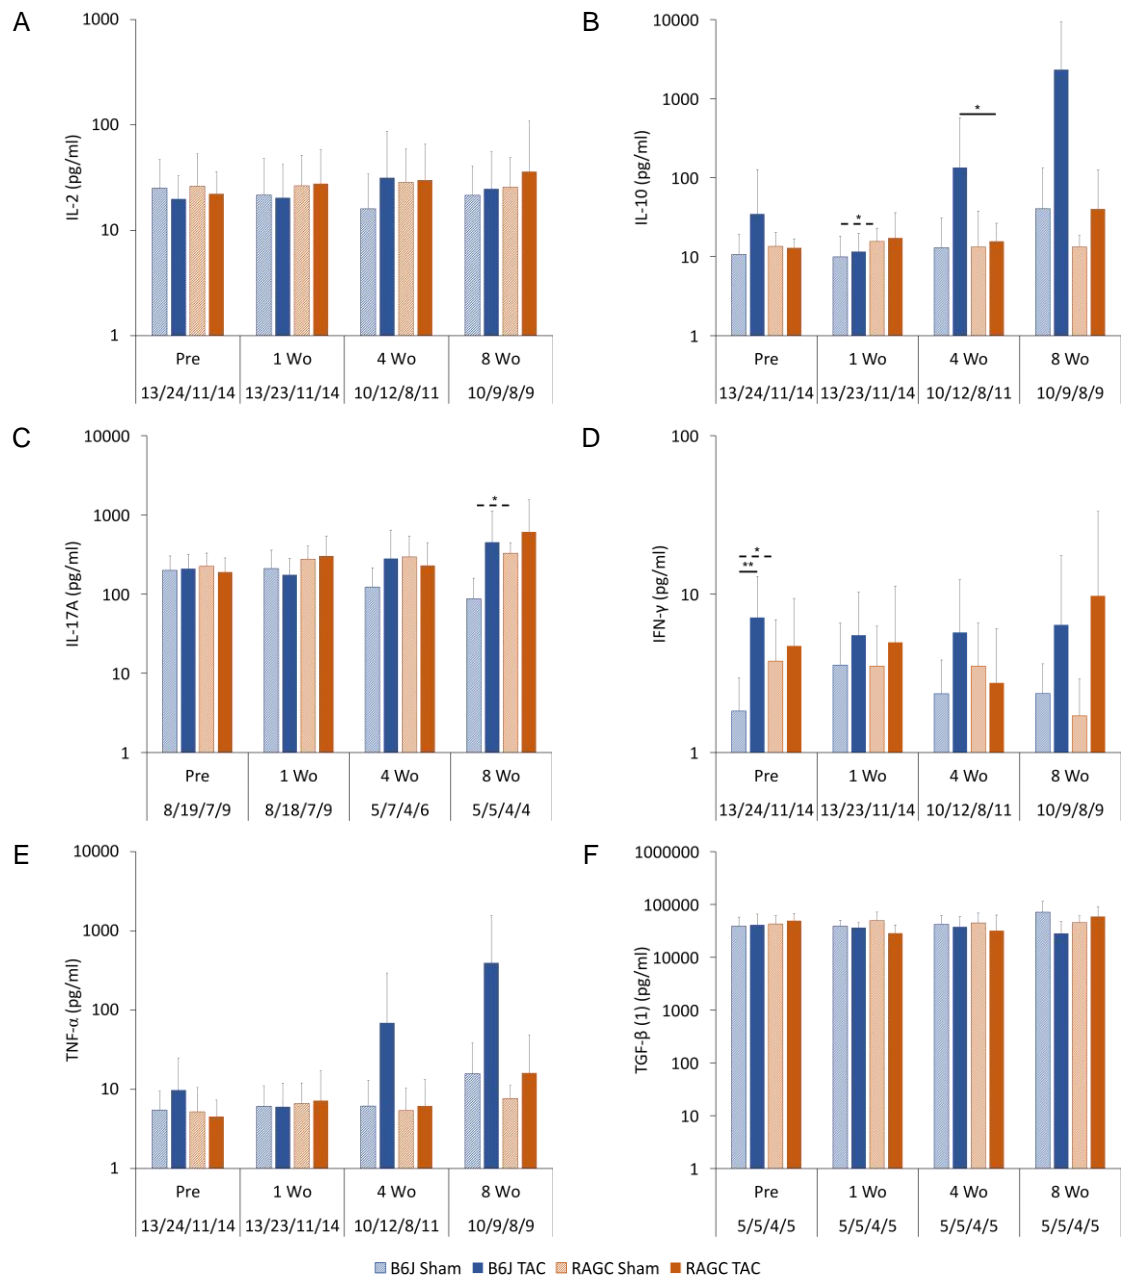 A
1000
100
10
1
IL-2 (pg/ml)
Pre 1 Wo 4 Wo 8 Wo
13/24/11/14 13/23/11/14 10/12/8/11 10/9/8/9
B
10000
1000
100
10
1
IL-10 (pg/ml)
*
*
Pre 1 Wo 4 Wo 8 Wo
13/24/11/14 13/23/11/14 10/12/8/11 10/9/8/9
C
10000
1000
100
10
1
IL-17A (pg/ml)
*
Pre 1 Wo 4 Wo 8 Wo
8/19/7/9 8/18/7/9 5/7/4/6 5/5/4/4
D
100
10
1
IFN-γ (pg/ml)
*
**
Pre 1 Wo 4 Wo 8 Wo
13/24/11/14 13/23/11/14 10/12/8/11 10/9/8/9
E
10000
1000
100
10
1
TNF-α (pg/ml)
Pre 1 Wo 4 Wo 8 Wo
13/24/11/14 13/23/11/14 10/12/8/11 10/9/8/9
F
1000000
100000
10000
1000
100
10
1
TGF-β (1) (pg/ml)
Pre 1 Wo 4 Wo 8 Wo
5/5/4/5 5/5/4/5 5/5/4/5 5/5/4/5
B6J Sham B6J TAC RAGC Sham RAGC TAC